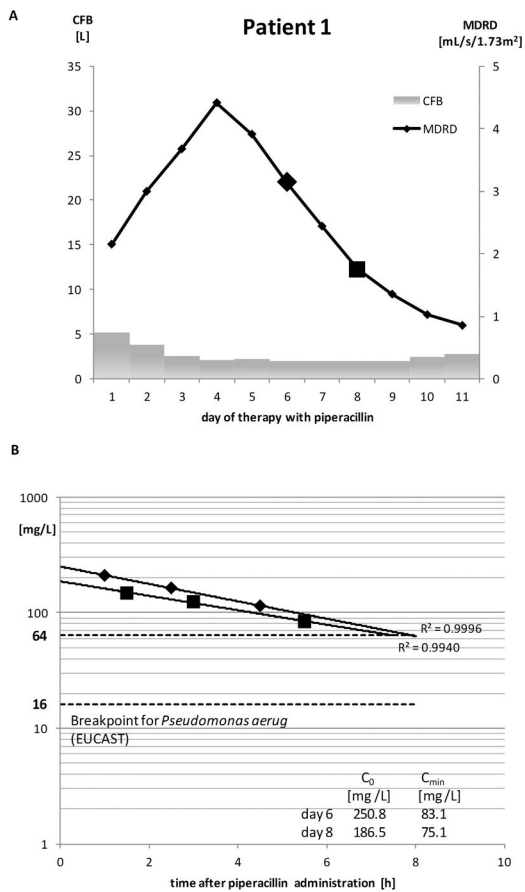 A
CFB
[L]
Patient 1
MDRD
[mL/s/1.73m²]
35
30
25
20
15
10
5
0
5
4
3
2
1
0
CFB
MDRD
1 2 3 4 5 6 7 8 9 10 11
day of therapy with piperacillin
B
1000
[mg/L]
100
64
R² = 0.9996
R² = 0.9940
16
10
Breakpoint for Pseudomonas aerug
(EUCAST)
C₀ Cmin
[mg/L] [mg/L]
day 6 250.8 83.1
day 8 186.5 75.1
1
0 2 4 6 8
time after piperacillin administration [h]